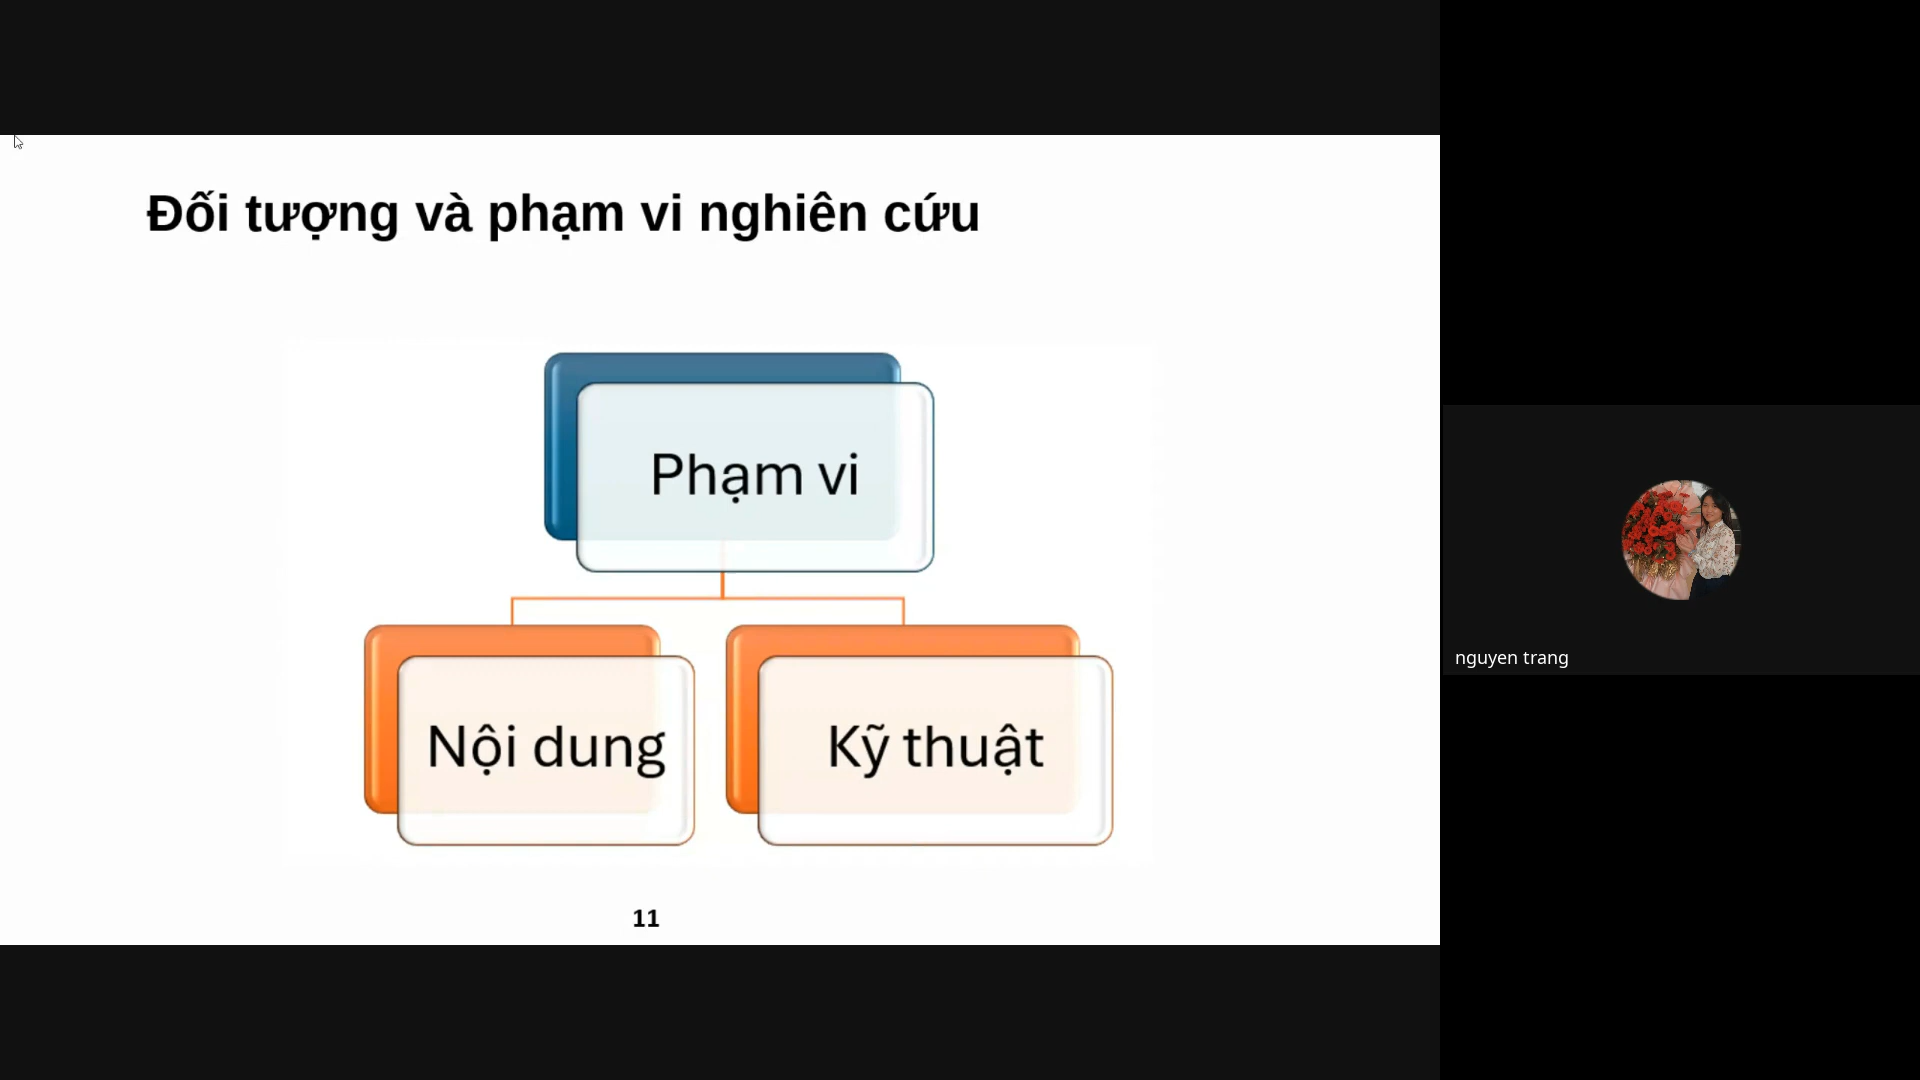 Đối tượng và phạm vi nghiên cứu
Phạm vi
Nội dung
Kỹ thuật
11
nguyen trang